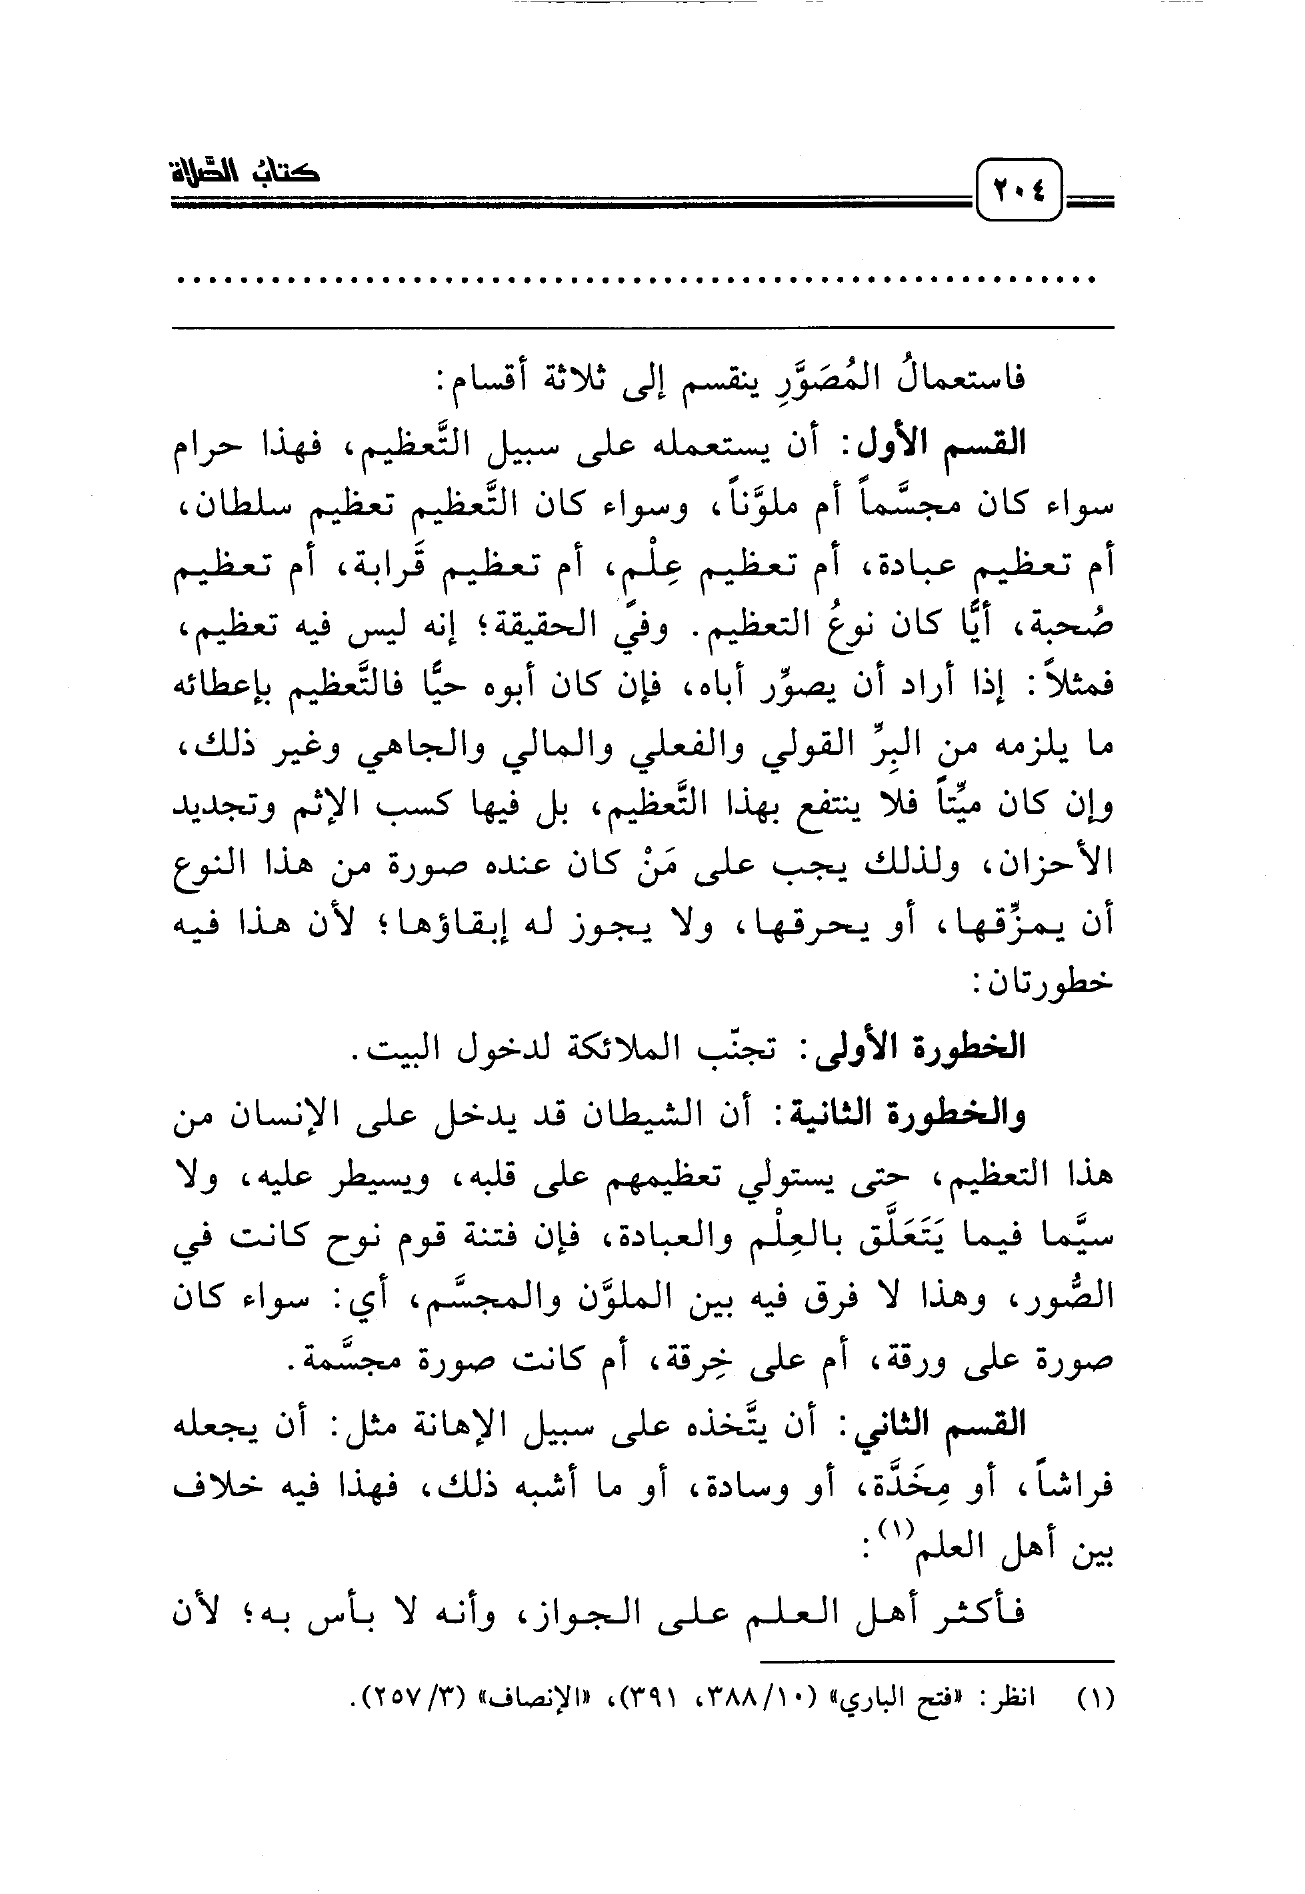 كتابُ الصَّلاة
٢٠٤
فاستعمالُ المُصَوَّرِ ينقسم إلى ثلاثة أقسام:
القسم الأول: أن يستعمله على سبيل التَّعظيم، فهذا حرام
سواء كان مجسَّماً أم ملوَّناً، وسواء كان التَّعظيم تعظيم سلطان،
أم تعظيم عبادة، أم تعظيم عِلْم، أم تعظيم قَرابة، أم تعظيم
صُحبة، أيًّا كان نوعُ التعظيم. وفي الحقيقة؛ إنه ليس فيه تعظيم،
فمثلاً: إذا أراد أن يصوِّر أباه، فإن كان أبوه حيًّا فالتَّعظيم بإعطائه
ما يلزمه من البِرِّ القولي والفعلي والمالي والجاهي وغير ذلك،
وإن كان ميِّتاً فلا ينتفع بهذا التَّعظيم، بل فيها كسب الإثم وتجديد
الأحزان، ولذلك يجب على مَنْ كان عنده صورة من هذا النوع
أن يمزِّقها، أو يحرقها، ولا يجوز له إبقاؤها؛ لأن هذا فيه
خطورتان:
الخطورة الأولى: تجنّب الملائكة لدخول البيت.
والخطورة الثانية: أن الشيطان قد يدخل على الإنسان من
هذا التعظيم، حتى يستولي تعظيمهم على قلبه، ويسيطر عليه، ولا
سيَّما فيما يَتَعَلَّق بالعِلْم والعبادة، فإن فتنة قوم نوح كانت في
الصُّور، وهذا لا فرق فيه بين الملوَّن والمجسَّم، أي: سواء كان
صورة على ورقة، أم على خِرقة، أم كانت صورة مجسَّمة.
القسم الثاني: أن يتَّخذه على سبيل الإهانة مثل: أن يجعله
فراشاً، أو مِخَدَّة، أو وسادة، أو ما أشبه ذلك، فهذا فيه خلاف
بين أهل العلم(١):
فأكثر أهل العلم على الجواز، وأنه لا بأس به؛ لأن
(١) انظر: «فتح الباري» (١٠/٣٨٨، ٣٩١)، «الإنصاف» (٣/٢٥٧).